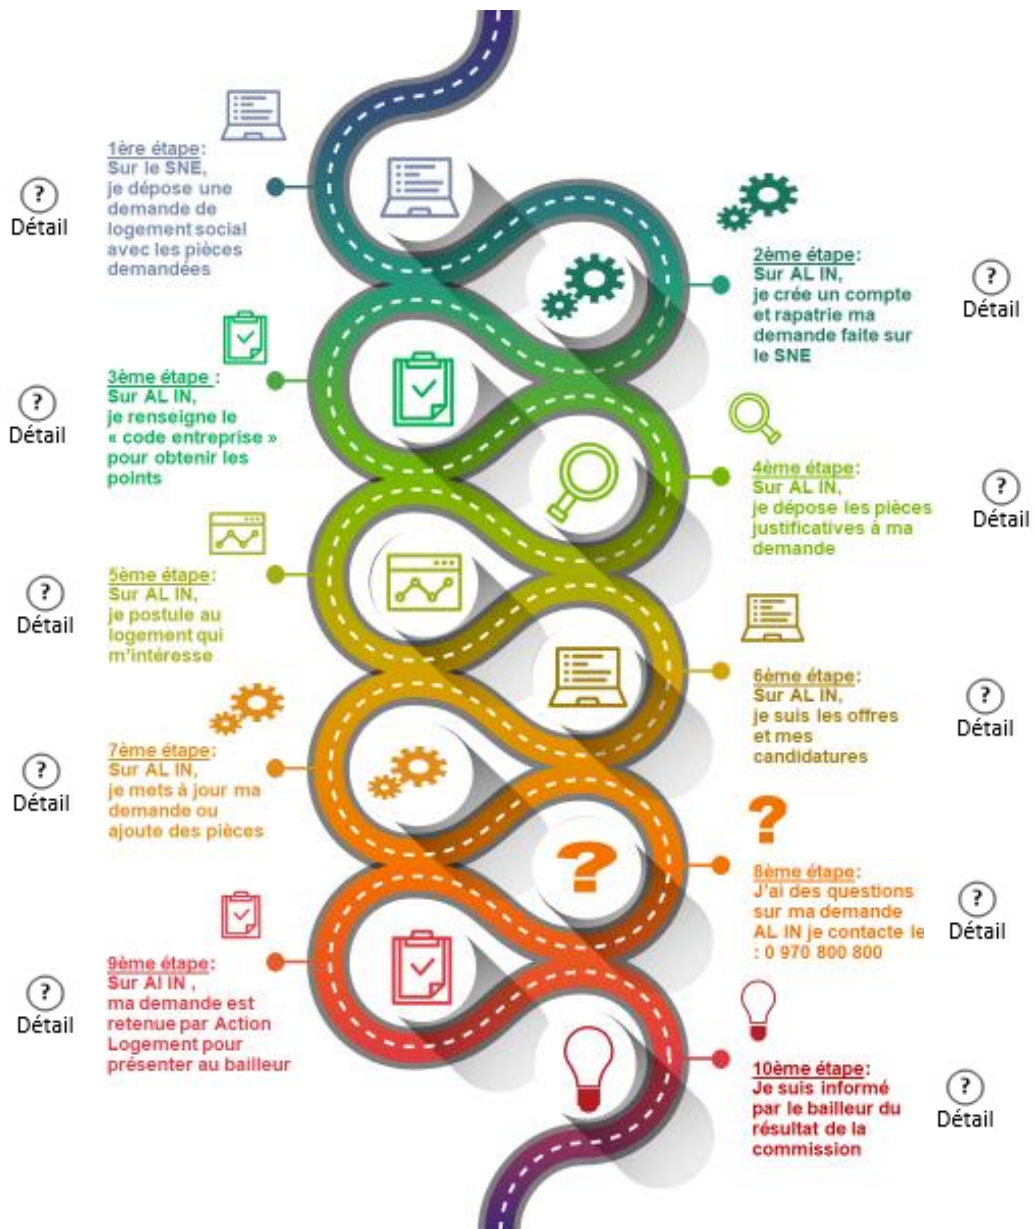 1ère étape:
Sur le SNE,
je dépose une
demande de
logement social
avec les pièces
demandées
?
Détail
2ème étape:
Sur AL IN,
je crée un compte
et rapatrie ma
demande faite sur
le SNE
?
Détail
3ème étape :
Sur AL IN,
je renseigne le
« code entreprise »
pour obtenir les
points
?
Détail
4ème étape:
Sur AL IN,
je dépose les pièces
justificatives à ma
demande
?
Détail
5ème étape:
Sur AL IN,
je postule au
logement qui
m'intéresse
?
Détail
6ème étape:
Sur AL IN,
je suis les offres
et mes
candidatures
?
Détail
7ème étape:
Sur AL IN,
je mets à jour ma
demande ou
ajoute des pièces
?
Détail
?
?
8ème étape:
J'ai des questions
sur ma demande
AL IN je contacte le
: 0 970 800 800
?
Détail
9ème étape:
Sur Al IN ,
ma demande est
retenue par Action
Logement pour
présenter au bailleur
?
Détail
10ème étape:
Je suis informé
par le bailleur du
résultat de la
commission
?
Détail